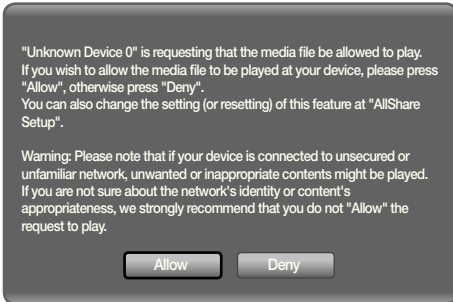 "Unknown Device 0" is requesting that the media file be allowed to play.
If you wish to allow the media file to be played at your device, please press
"Allow", otherwise press "Deny".
You can also change the setting (or resetting) of this feature at "AllShare
Setup".
Warning: Please note that if your device is connected to unsecured or
unfamiliar network, unwanted or inappropriate contents might be played.
If you are not sure about the network's identity or content's
appropriateness, we strongly recommend that you do not "Allow" the
request to play.
Allow Deny